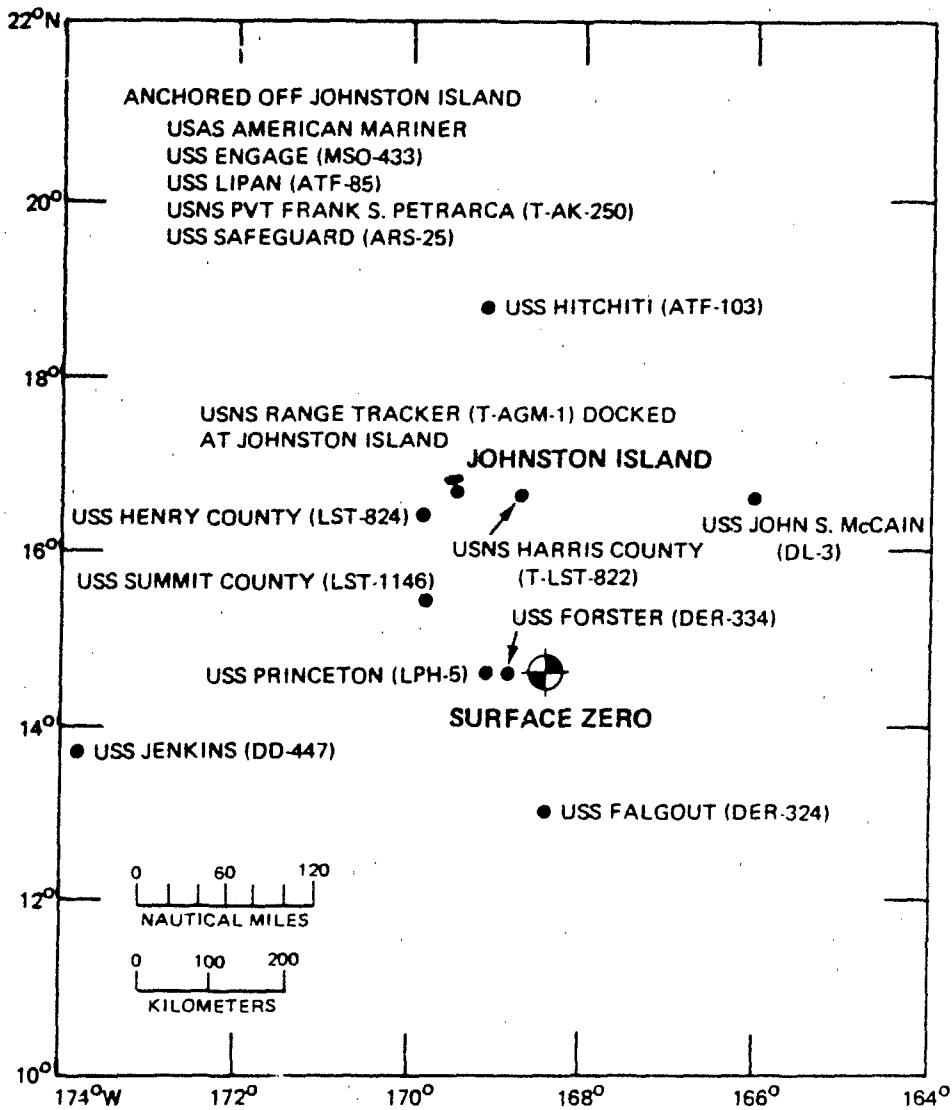 22°N
ANCHORED OFF JOHNSTON ISLAND
USAS AMERICAN MARINER
USS ENGAGE (MSO-433)
USS LIPAN (ATF-85)
20°
USNS PVT FRANK S. PETRARCA (T-AK-250)
USS SAFEGUARD (ARS-25)
USS HITCHITI (ATF-103)
18°
USNS RANGE TRACKER (T-AGM-1) DOCKED
AT JOHNSTON ISLAND
JOHNSTON ISLAND
USS HENRY COUNTY (LST-824)
USS JOHN S. McCAIN
(DL-3)
16°
USNS HARRIS COUNTY
(T-LST-822)
USS SUMMIT COUNTY (LST-1146)
USS FORSTER (DER-334)
USS PRINCETON (LPH-5)
SURFACE ZERO
14°
USS JENKINS (DD-447)
USS FALGOUT (DER-324)
0 60 120
NAUTICAL MILES
12°
0 100 200
KILOMETERS
10°
174°W 172° 170° 168° 166° 164°